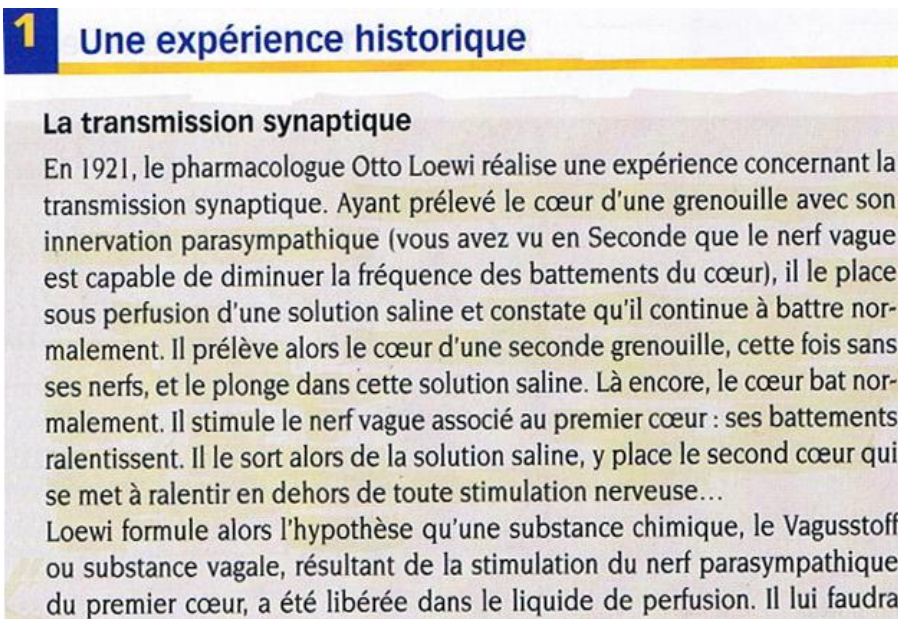 1
Une expérience historique
La transmission synaptique
En 1921, le pharmacologue Otto Loewi réalise une expérience concernant la
transmission synaptique. Ayant prélevé le cœur d'une grenouille avec son
innervation parasympathique (vous avez vu en Seconde que le nerf vague
est capable de diminuer la fréquence des battements du cœur), il le place
sous perfusion d'une solution saline et constate qu'il continue à battre nor-
malement. Il prélève alors le cœur d'une seconde grenouille, cette fois sans
ses nerfs, et le plonge dans cette solution saline. Là encore, le cœur bat nor-
malement. Il stimule le nerf vague associé au premier cœur : ses battements
ralentissent. Il le sort alors de la solution saline, y place le second cœur qui
se met à ralentir en dehors de toute stimulation nerveuse...
Loewi formule alors l'hypothèse qu'une substance chimique, le Vagusstoff
ou substance vagale, résultant de la stimulation du nerf parasympathique
du premier cœur, a été libérée dans le liquide de perfusion. Il lui faudra